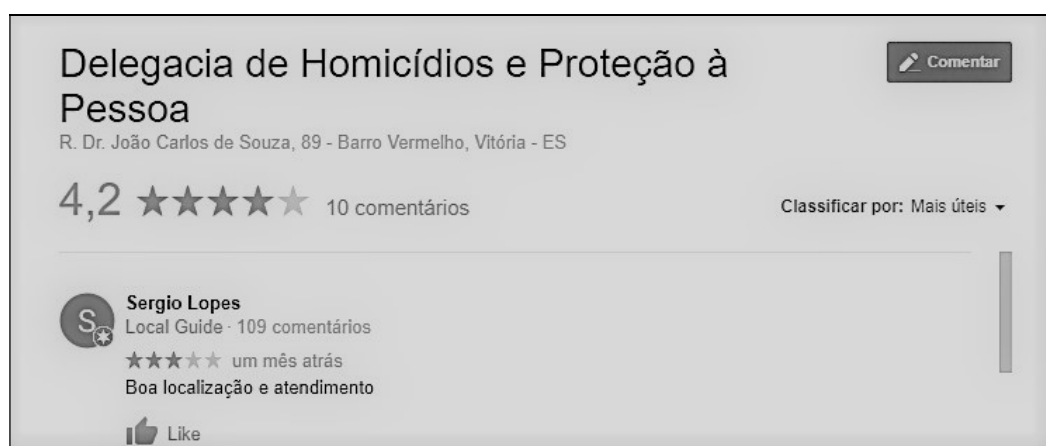 Delegacia de Homicídios e Proteção à
Pessoa
Comentar
R. Dr. João Carlos de Souza, 89 - Barro Vermelho, Vitória - ES
4,2 10 comentários
Classificar por: Mais úteis
S
Sergio Lopes
Local Guide · 109 comentários
um mês atrás
Boa localização e atendimento
Like